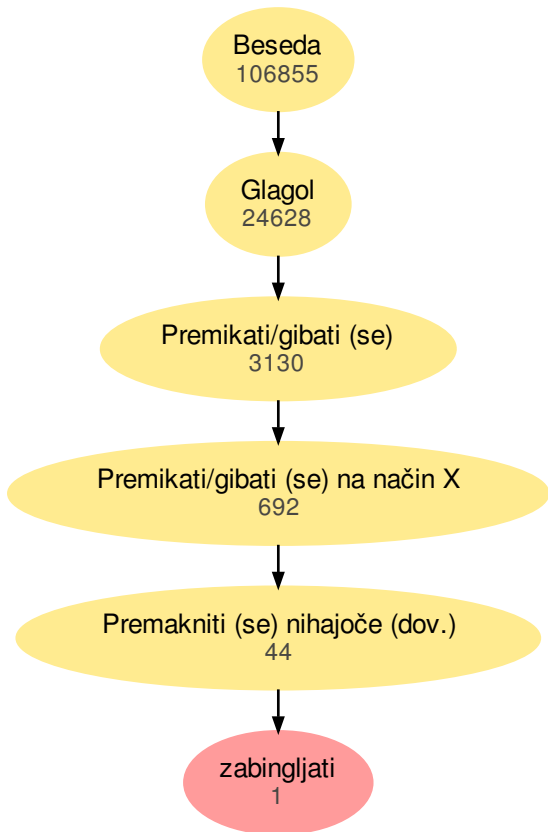 Beseda
106855
Glagol
24628
Premikati/gibati (se)
3130
Premikati/gibati (se) na način X
692
Premakniti (se) nihajoče (dov.)
44
zabingljati
1